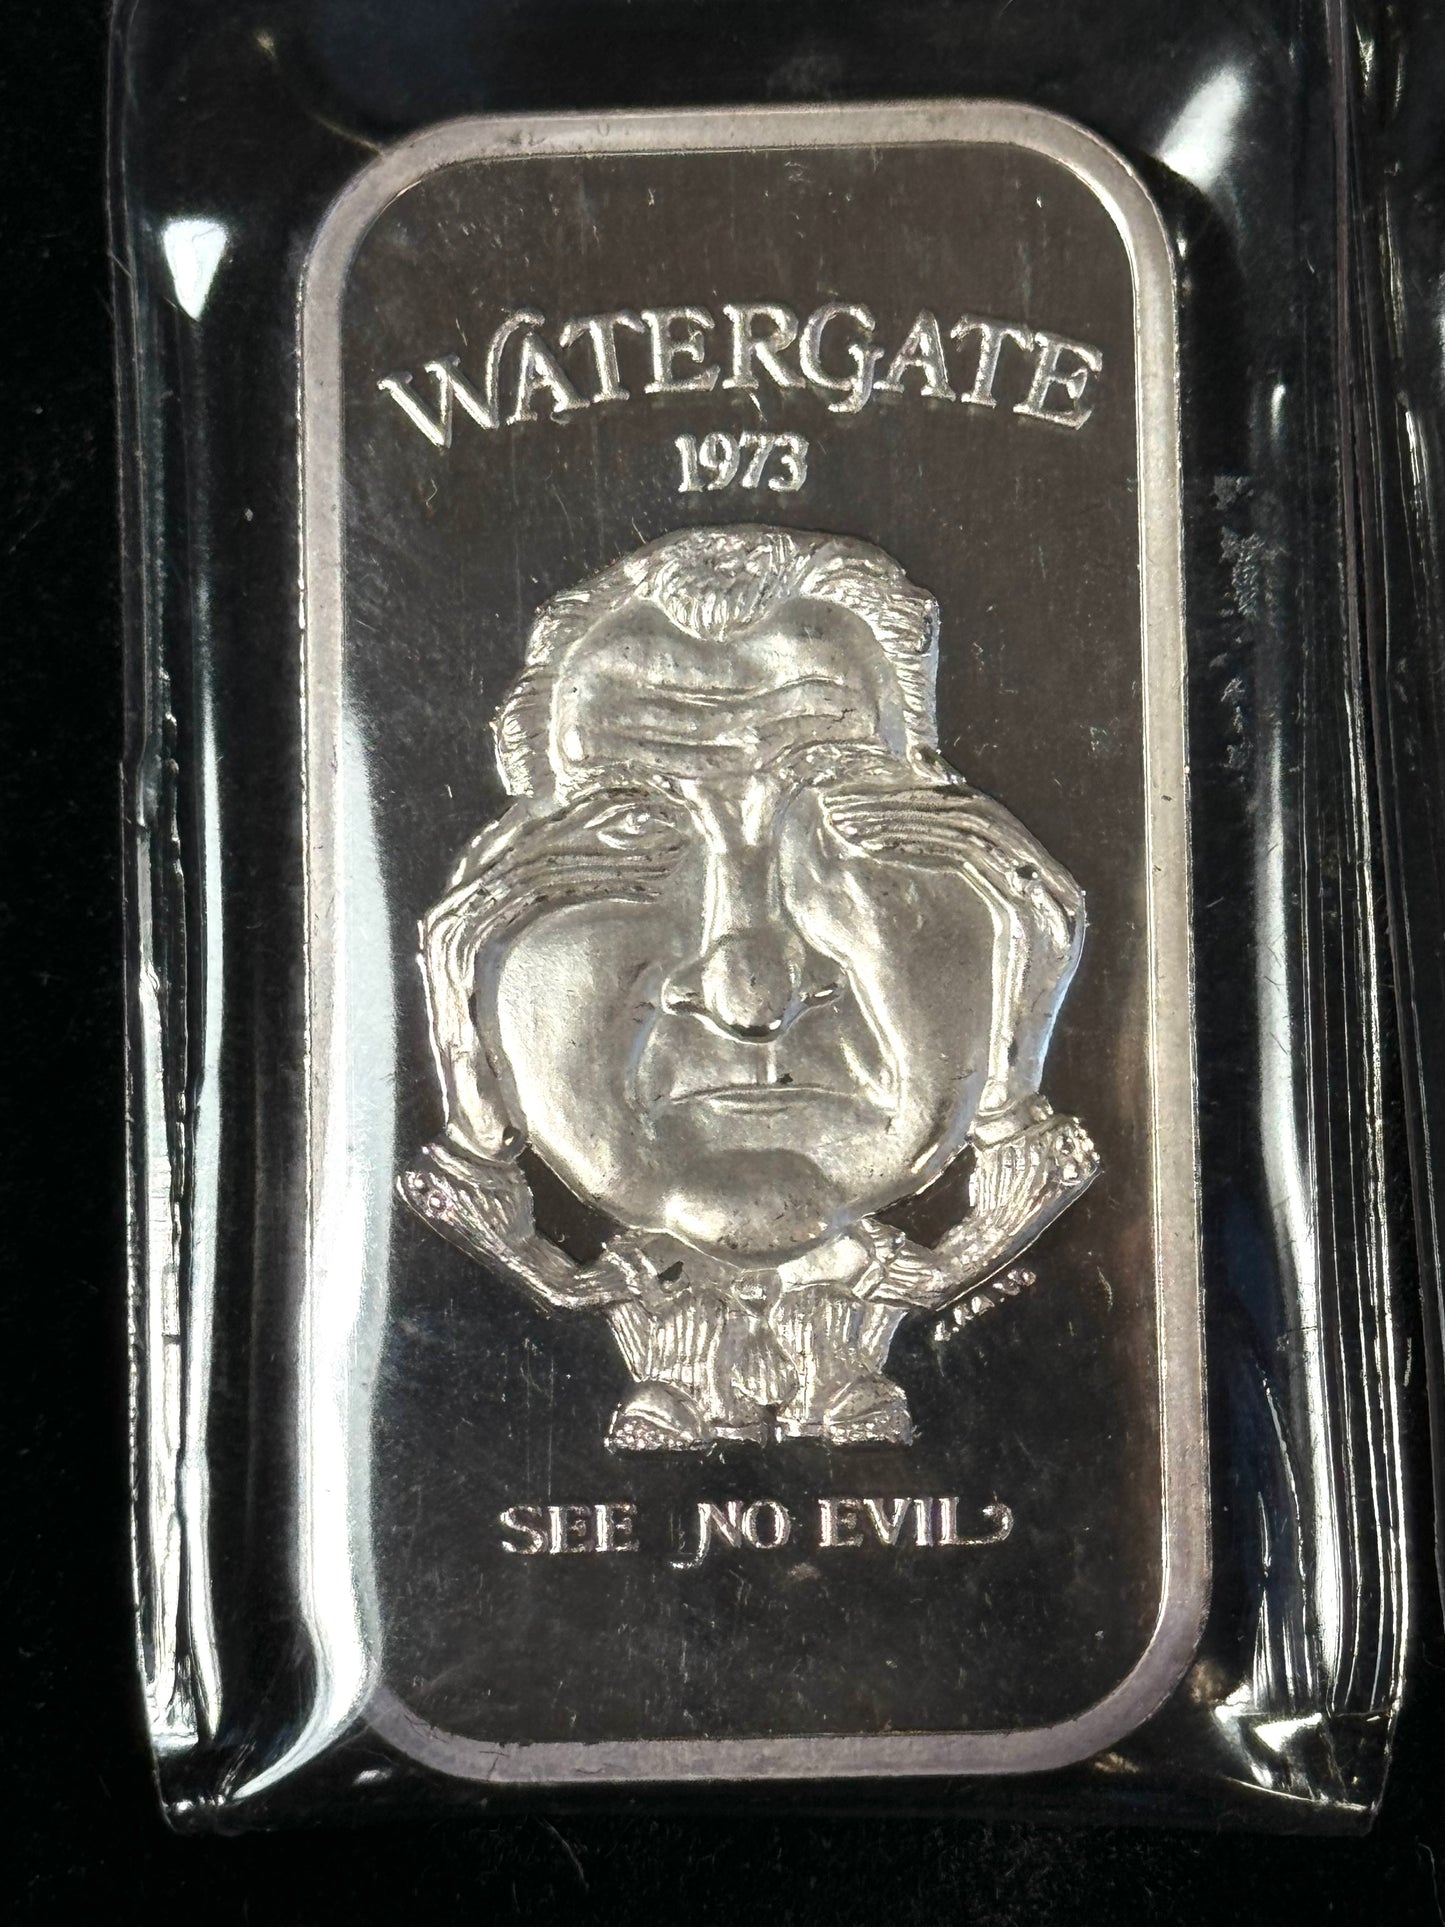 WATERGATE
1973
SEE NO EVIL